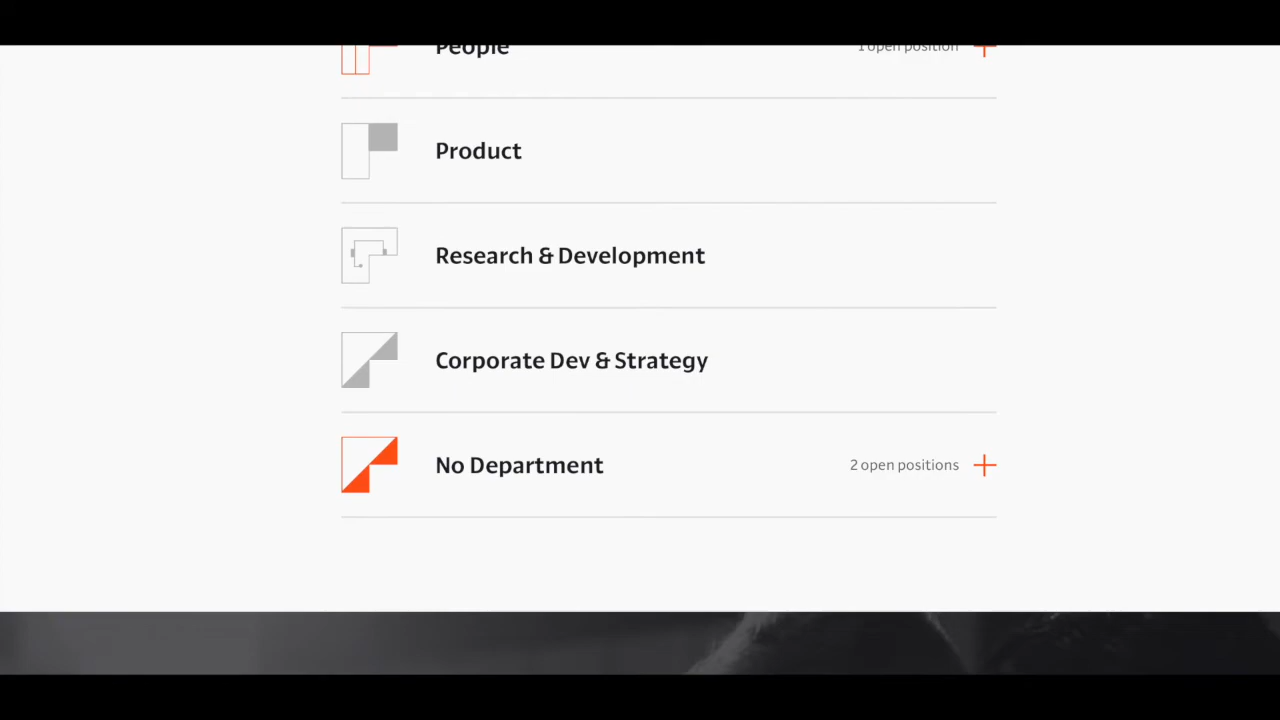 People 1 open position
Product
Research & Development
Corporate Dev & Strategy
No Department 2 open positions